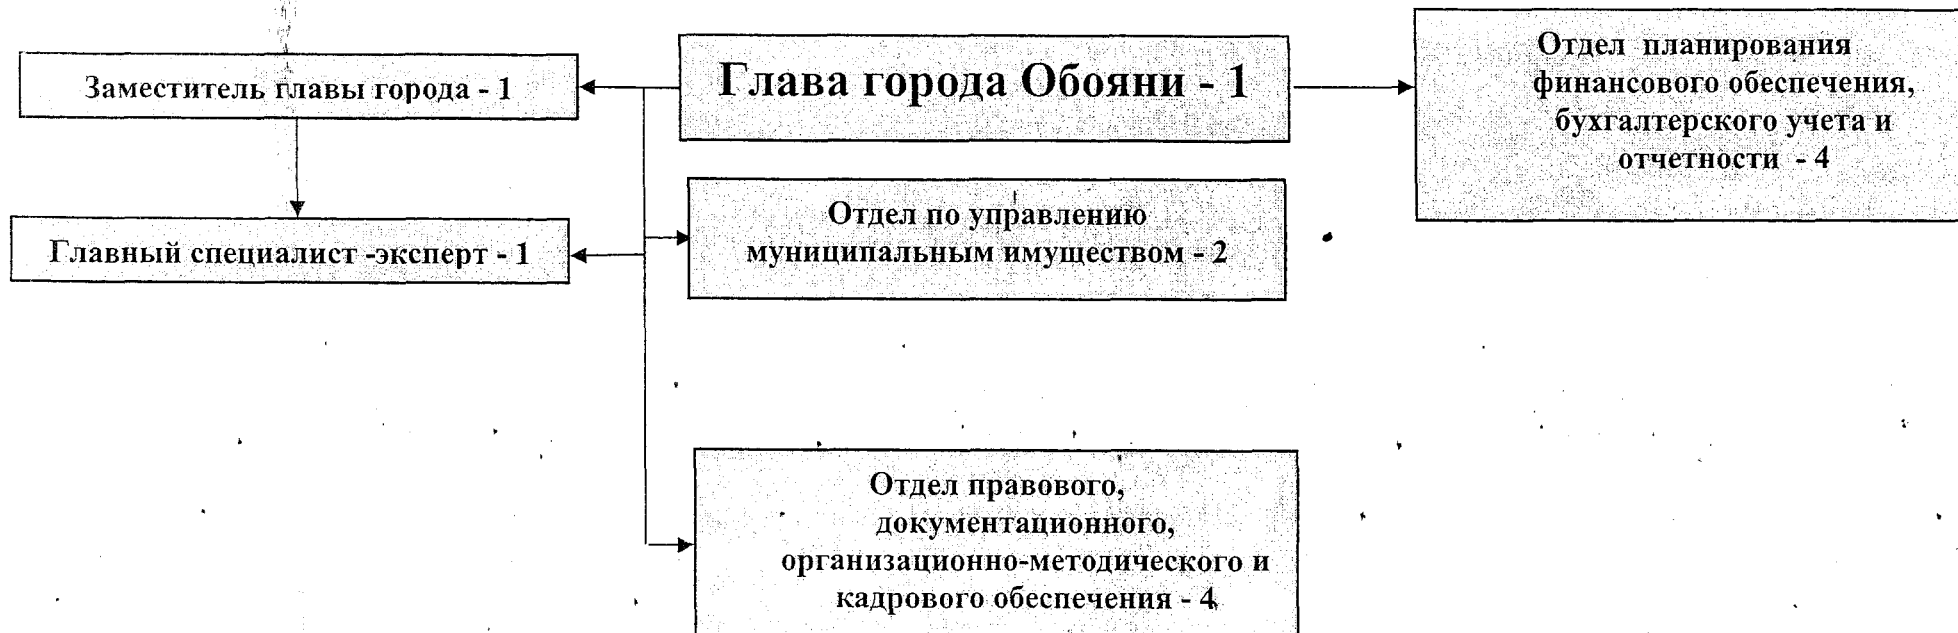 Заместитель главы города - 1
Глава города Обояни - 1
Отдел планирования
финансового обеспечения,
бухгалтерского учета и
отчетности - 4
Главный специалист -эксперт - 1
Отдел по управлению
муниципальным имуществом - 2
Отдел правового,
документационного,
организационно-методического и
кадрового обеспечения - 4